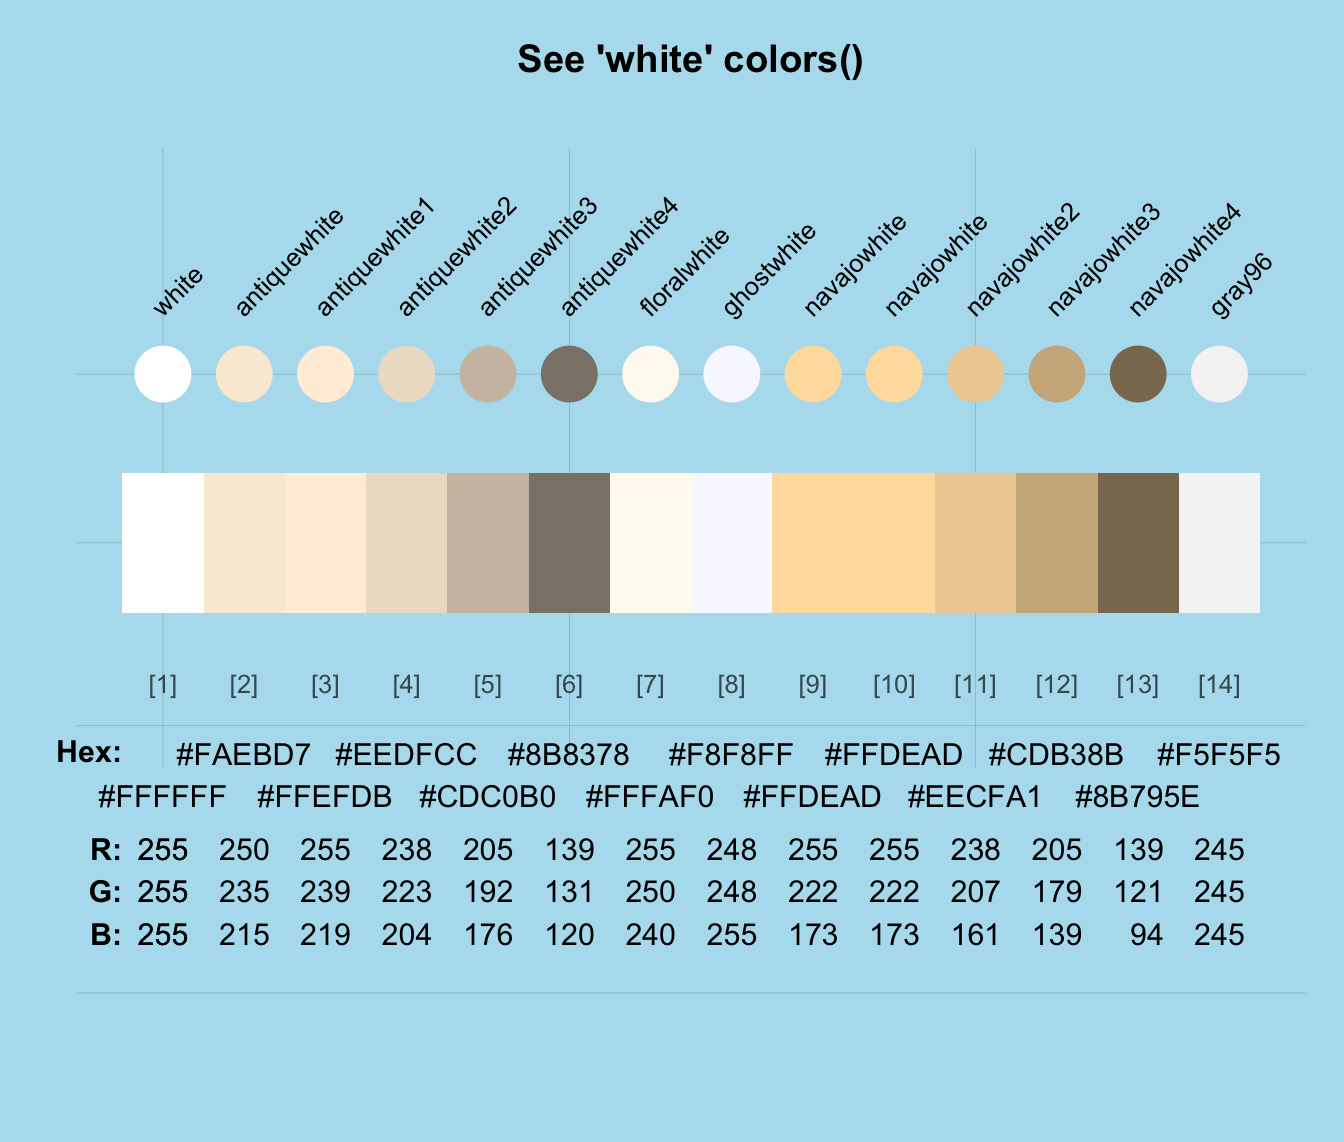 See 'white' colors()
white antiquewhite antiquewhite1 antiquewhite2 antiquewhite3 antiquewhite4 floralwhite ghostwhite navajowhite navajowhite navajowhite2 navajowhite3 navajowhite4 gray96
[1] [2] [3] [4] [5] [6] [7] [8] [9] [10] [11] [12] [13] [14]
Hex: #FAEBD7 #EEDFCC #8B8378 #F8F8FF #FFDEAD #CDB38B #F5F5F5
#FFFFFF #FFEFDB #CDC0B0 #FFFAF0 #FFDEAD #EECFA1 #8B795E
R: 255 250 255 238 205 139 255 248 255 255 238 205 139 245
G: 255 235 239 223 192 131 250 248 222 222 207 179 121 245
B: 255 215 219 204 176 120 240 255 173 173 161 139 94 245